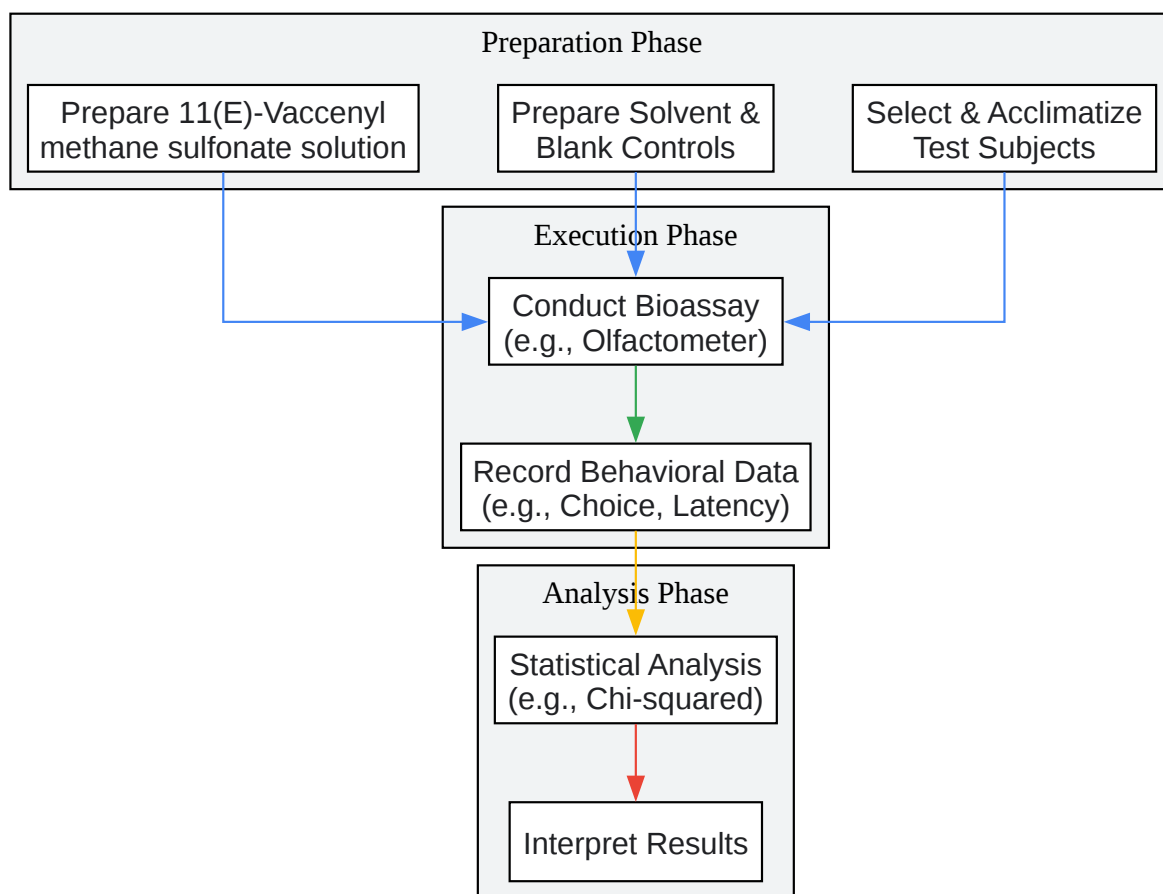 Preparation Phase
Prepare 11(E)-Vaccenyl
methane sulfonate solution
Prepare Solvent &
Blank Controls
Select & Acclimatize
Test Subjects
Execution Phase
Conduct Bioassay
(e.g., Olfactometer)
Record Behavioral Data
(e.g., Choice, Latency)
Analysis Phase
Statistical Analysis
(e.g., Chi-squared)
Interpret Results